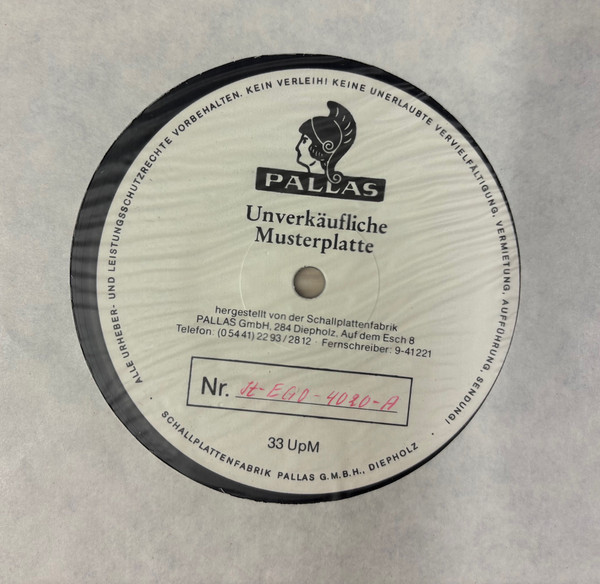 ALLE URHEBER- UND LEISTUNGSSCHUTZRECHTE VORBEHALTEN. KEIN VERLEIH! KEINE UNERLAUBTE VERVIELFÄLTIGUNG, VERMIETUNG, AUFFÜHRUNG, SENDUNG!
PALLAS
Unverkäufliche
Musterplatte
hergestellt von der Schallplattenfabrik
PALLAS GmbH, 284 Diepholz, Auf dem Esch 8
Telefon: (05441) 2293/2812 · Fernschreiber: 9-41221
Nr. St-EGO-4020-A
33 UpM
· SCHALLPLATTENFABRIK PALLAS G.M.B.H., DIEPHOLZ ·